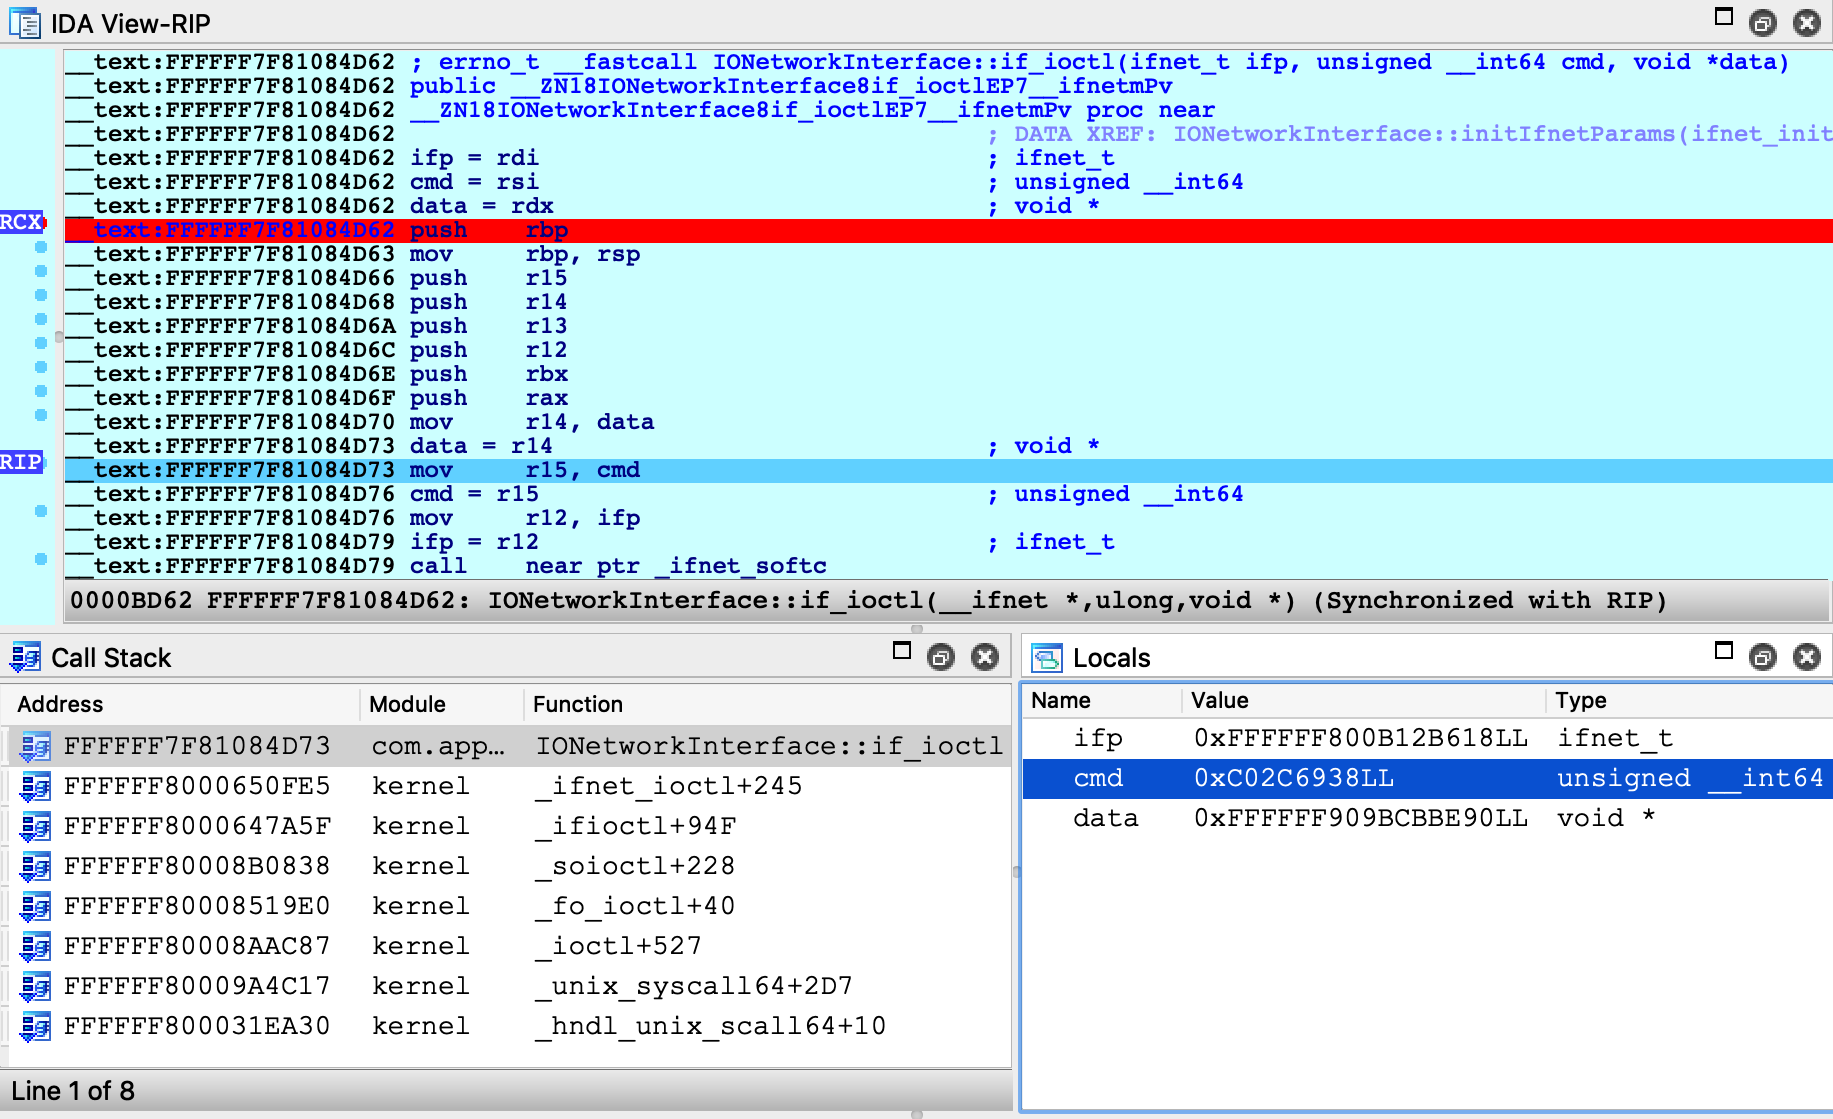 IDA View-RIP
__text:FFFFFF7F81084D62 ; errno_t __fastcall IONetworkInterface::if_ioctl(ifnet_t ifp, unsigned __int64 cmd, void *data)
__text:FFFFFF7F81084D62 public __ZN18IONetworkInterface8if_ioctlEP7__ifnetmPv
__text:FFFFFF7F81084D62 __ZN18IONetworkInterface8if_ioctlEP7__ifnetmPv proc near
__text:FFFFFF7F81084D62 ; DATA XREF: IONetworkInterface::initIfnetParams(ifnet_init
__text:FFFFFF7F81084D62 ifp = rdi ; ifnet_t
__text:FFFFFF7F81084D62 cmd = rsi ; unsigned __int64
__text:FFFFFF7F81084D62 data = rdx ; void *
RCX __text:FFFFFF7F81084D62 push rbp
__text:FFFFFF7F81084D63 mov rbp, rsp
__text:FFFFFF7F81084D66 push r15
__text:FFFFFF7F81084D68 push r14
__text:FFFFFF7F81084D6A push r13
__text:FFFFFF7F81084D6C push r12
__text:FFFFFF7F81084D6E push rbx
__text:FFFFFF7F81084D6F push rax
__text:FFFFFF7F81084D70 mov r14, data
__text:FFFFFF7F81084D73 data = r14 ; void *
RIP __text:FFFFFF7F81084D73 mov r15, cmd
__text:FFFFFF7F81084D76 cmd = r15 ; unsigned __int64
__text:FFFFFF7F81084D76 mov r12, ifp
__text:FFFFFF7F81084D79 ifp = r12 ; ifnet_t
__text:FFFFFF7F81084D79 call near ptr _ifnet_softc
0000BD62 FFFFFF7F81084D62: IONetworkInterface::if_ioctl(__ifnet *,ulong,void *) (Synchronized with RIP)
Call Stack
Address Module Function
FFFFFF7F81084D73 com.app… IONetworkInterface::if_ioctl
FFFFFF8000650FE5 kernel _ifnet_ioctl+245
FFFFFF8000647A5F kernel _ifioctl+94F
FFFFFF80008B0838 kernel _soioctl+228
FFFFFF80008519E0 kernel _fo_ioctl+40
FFFFFF80008AAC87 kernel _ioctl+527
FFFFFF80009A4C17 kernel _unix_syscall64+2D7
FFFFFF800031EA30 kernel _hndl_unix_scall64+10
Line 1 of 8
Locals
Name Value Type
ifp 0xFFFFFF800B12B618LL ifnet_t
cmd 0xC02C6938LL unsigned __int64
data 0xFFFFFF909BCBBE90LL void *